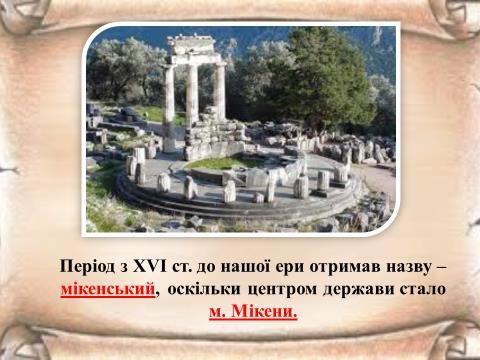 Період з XVI ст. до нашої ери отримав назву –
мікенський, оскільки центром держави стало
м. Мікени.